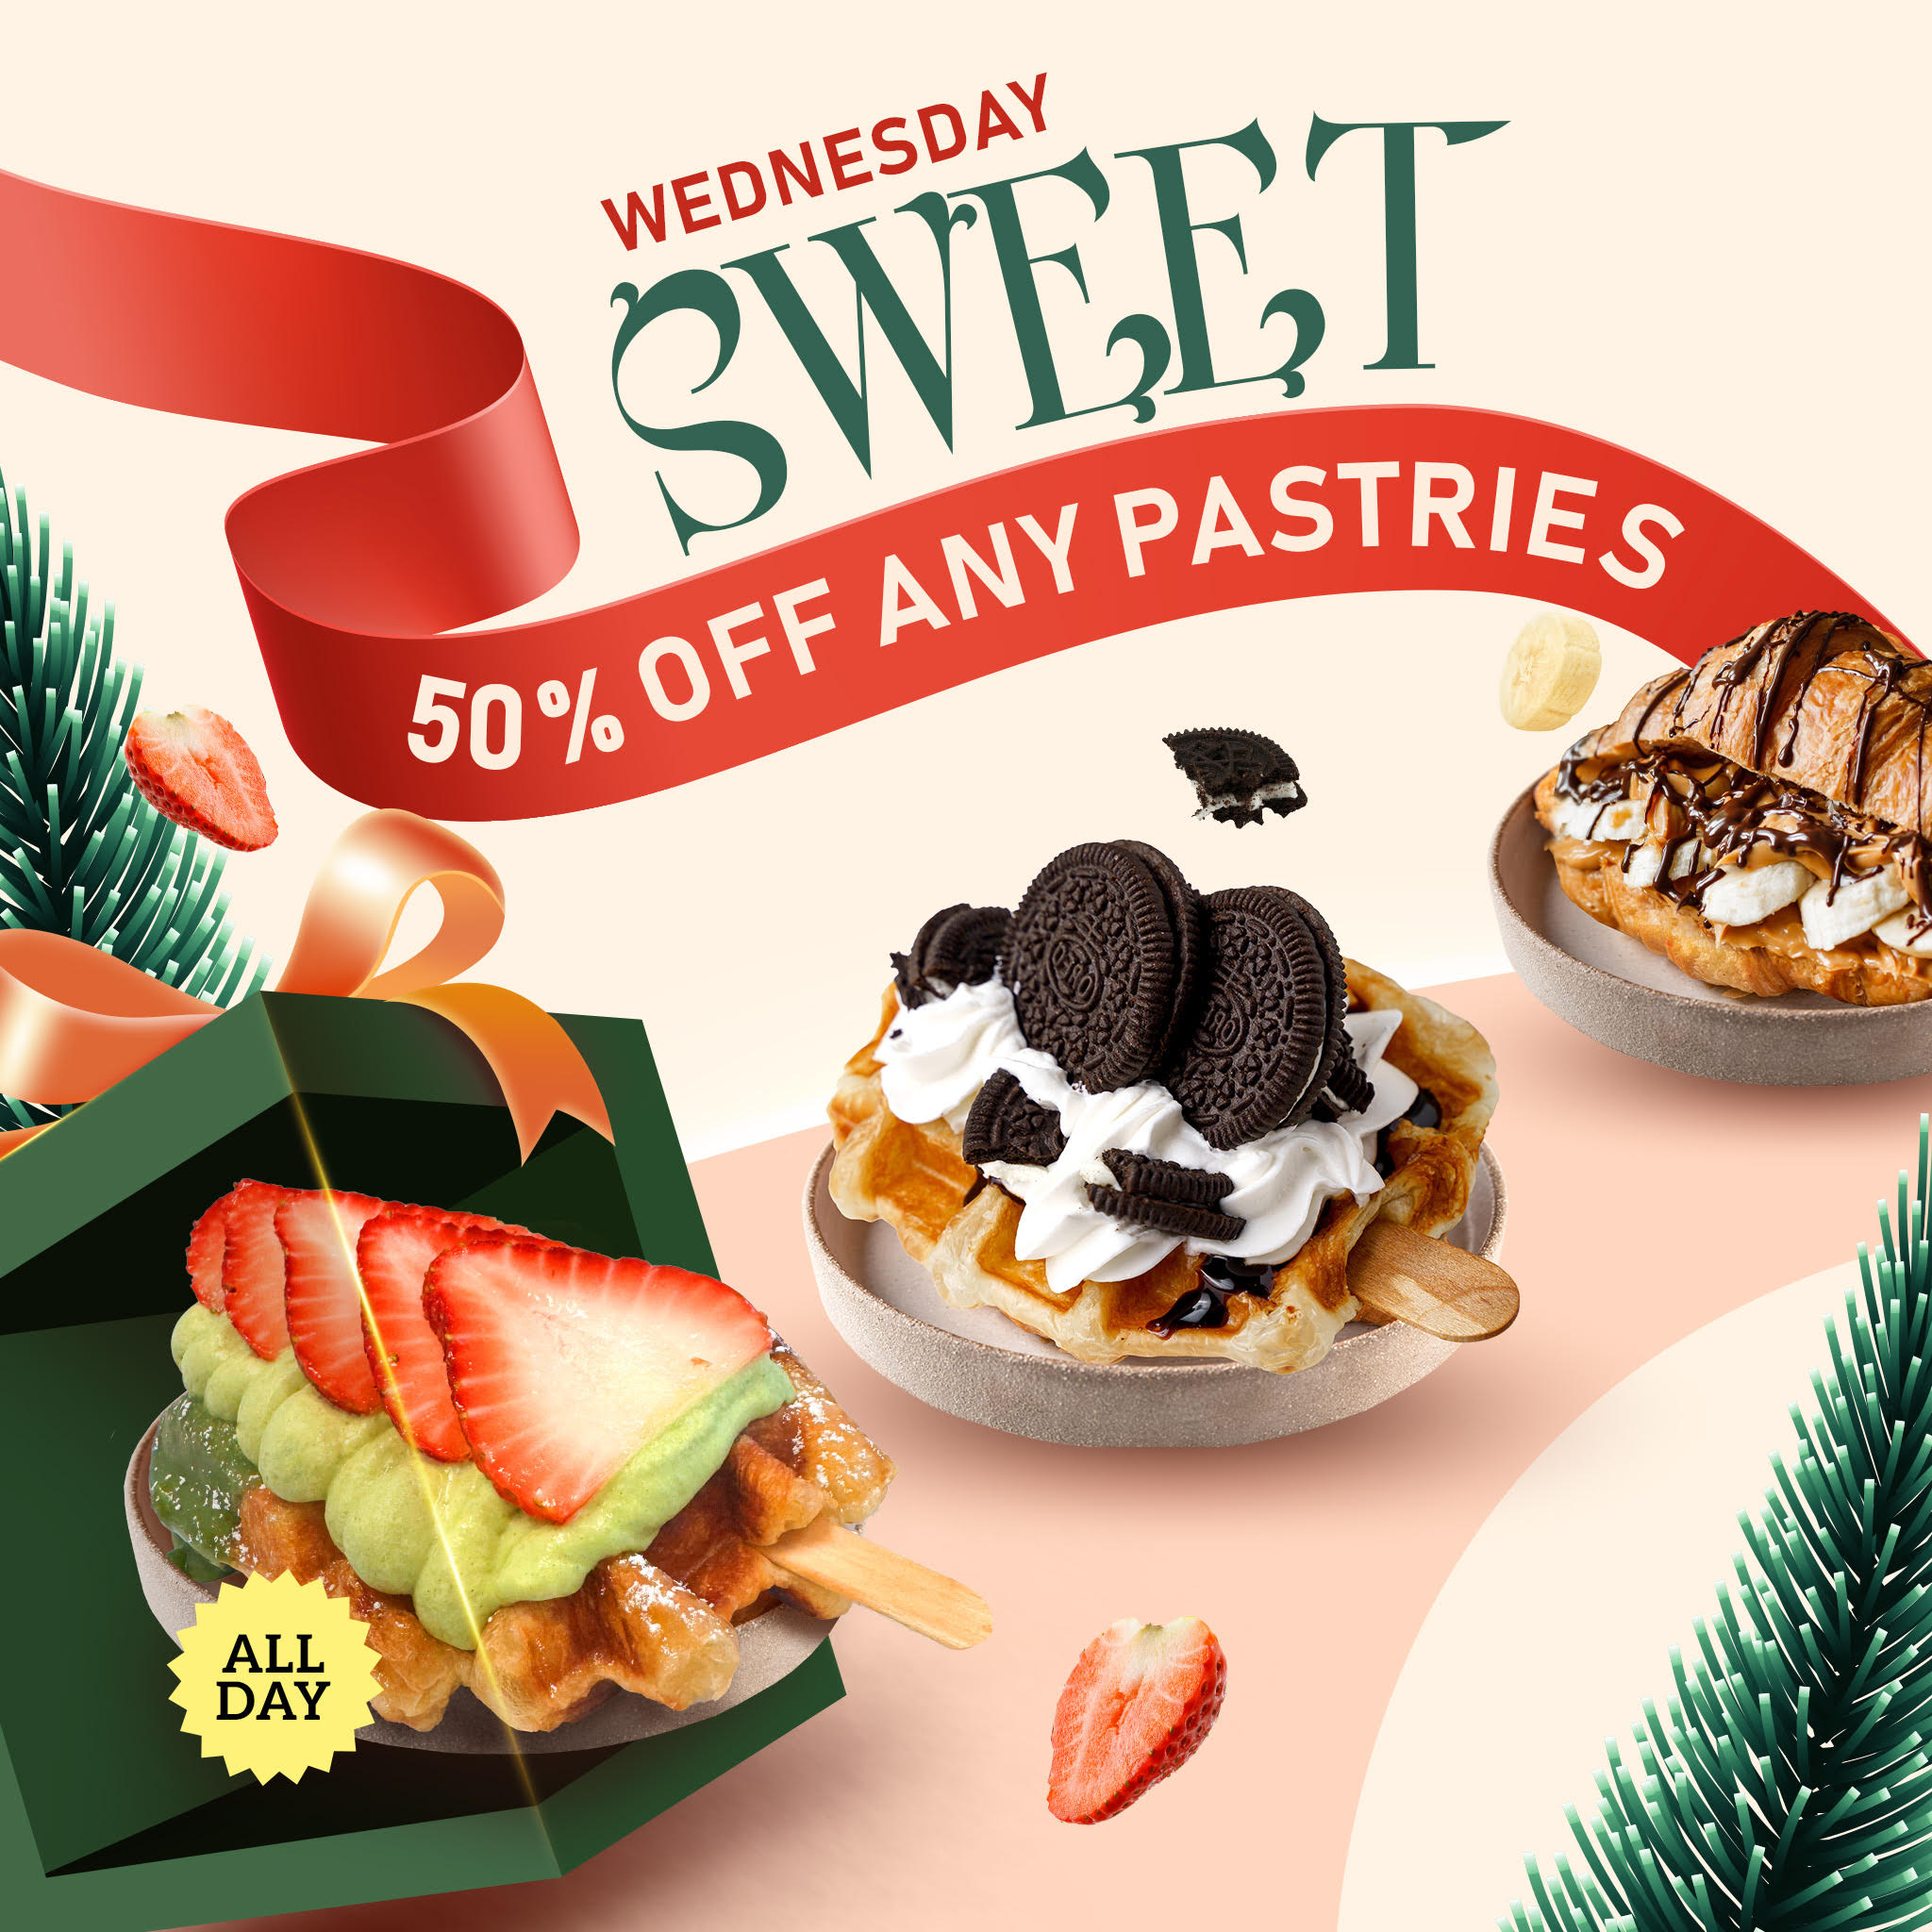 WEDNESDAY
SWEET
50% OFF ANY PASTRIES
ALL
DAY